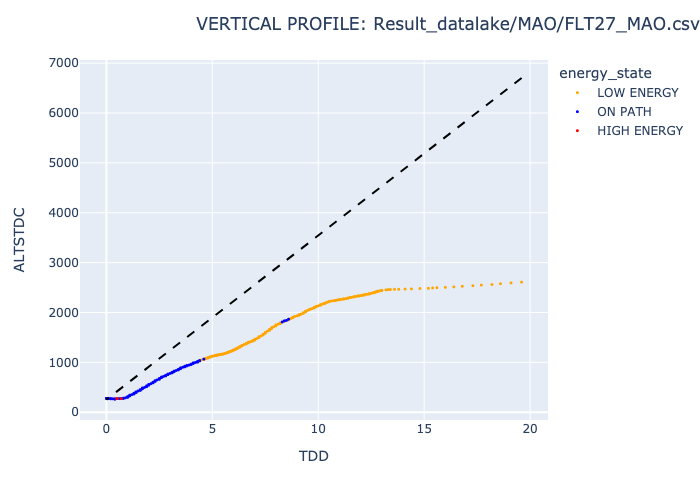 VERTICAL PROFILE: Result_datalake/MAO/FLT27_MAO.csv
energy_state
LOW ENERGY
ON PATH
HIGH ENERGY
ALTSTDC
7000
6000
5000
4000
3000
2000
1000
0
0 5 10 15 20
TDD